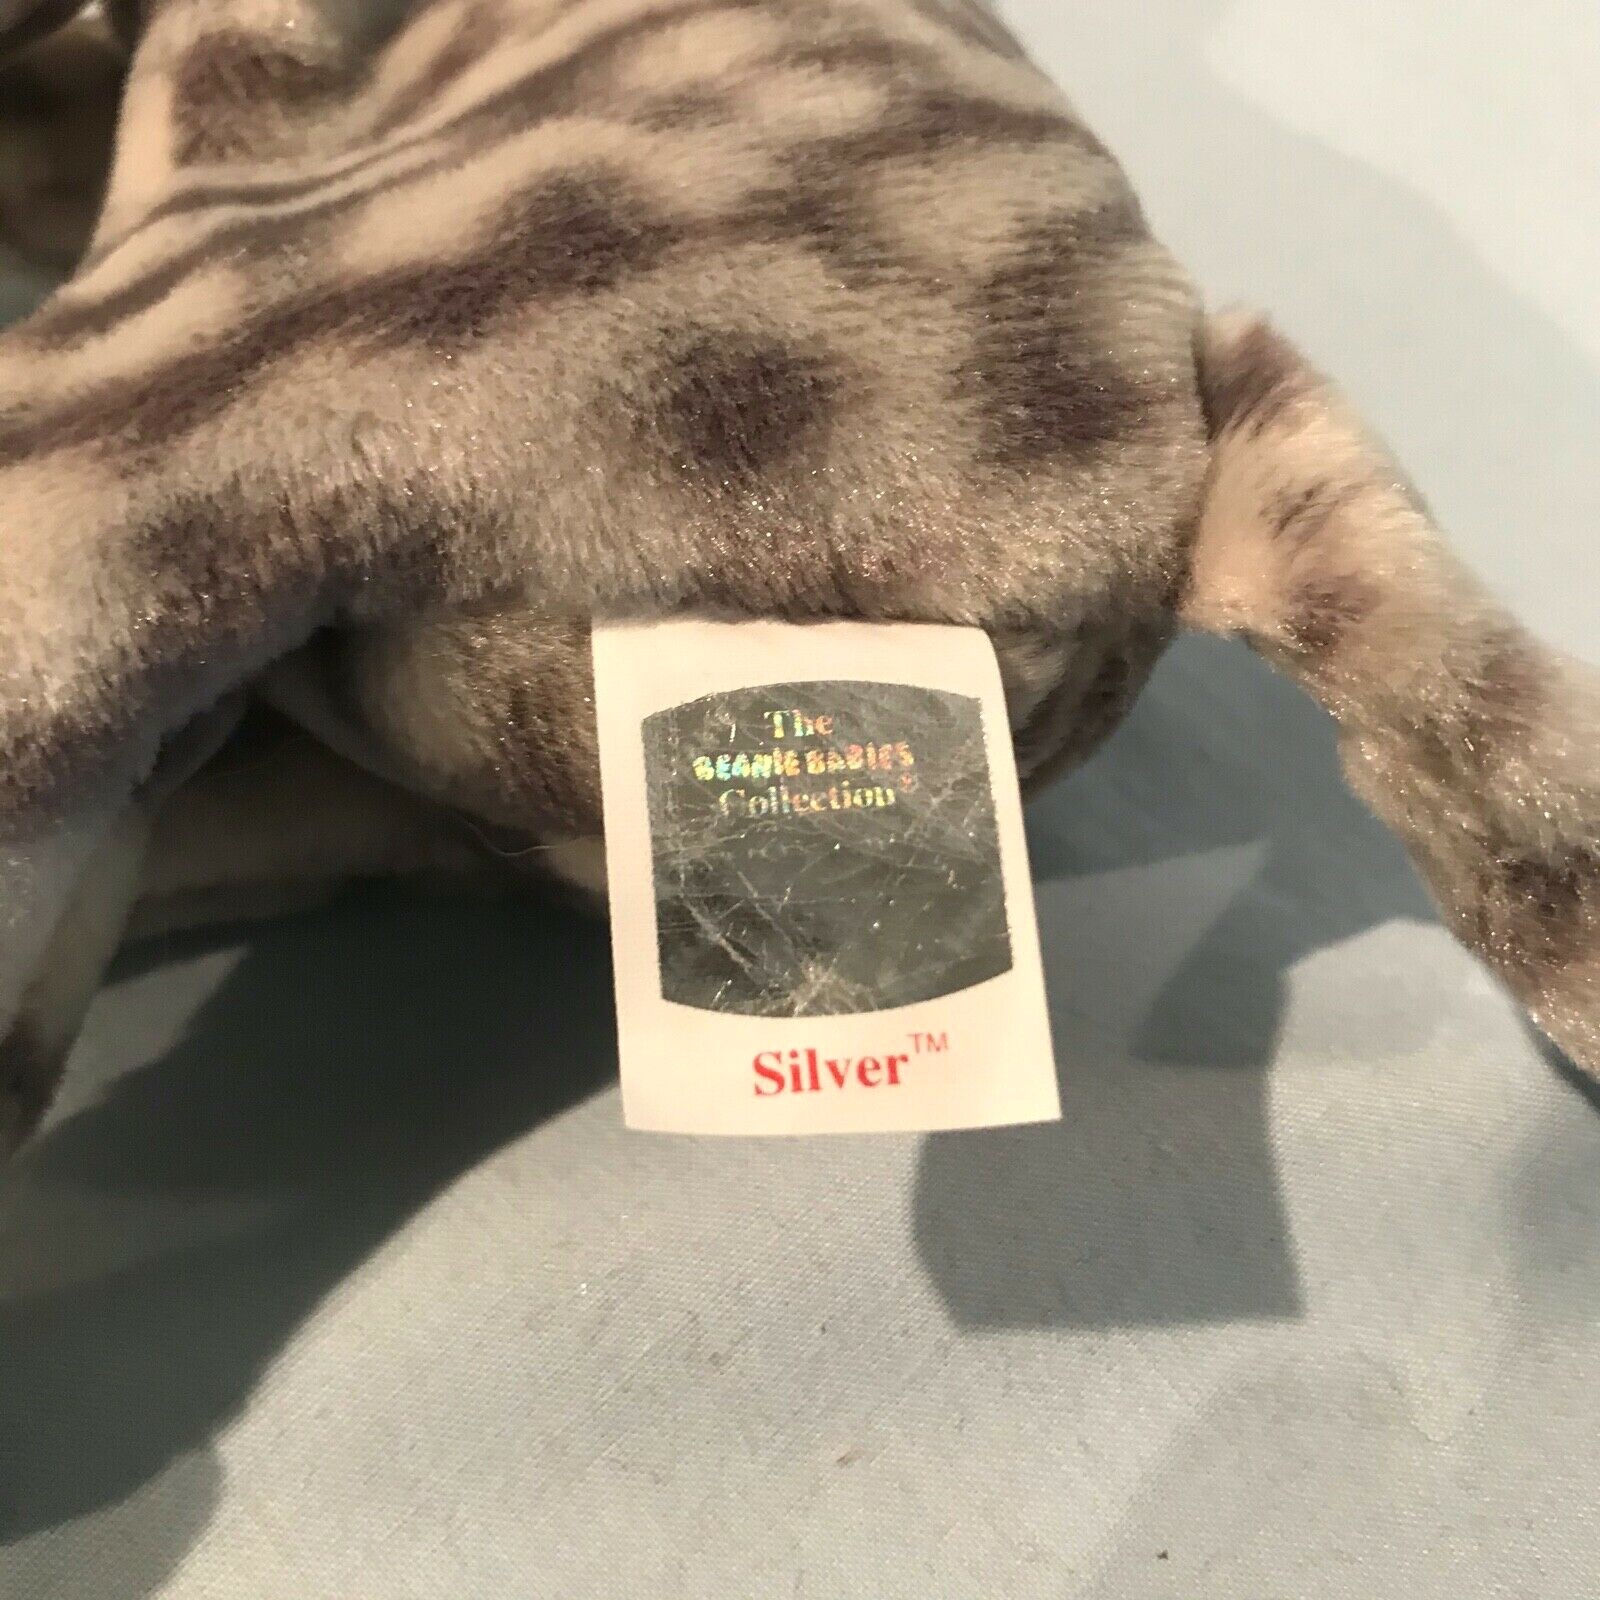 The
BEANIE BABIES
Collection®
Silver™